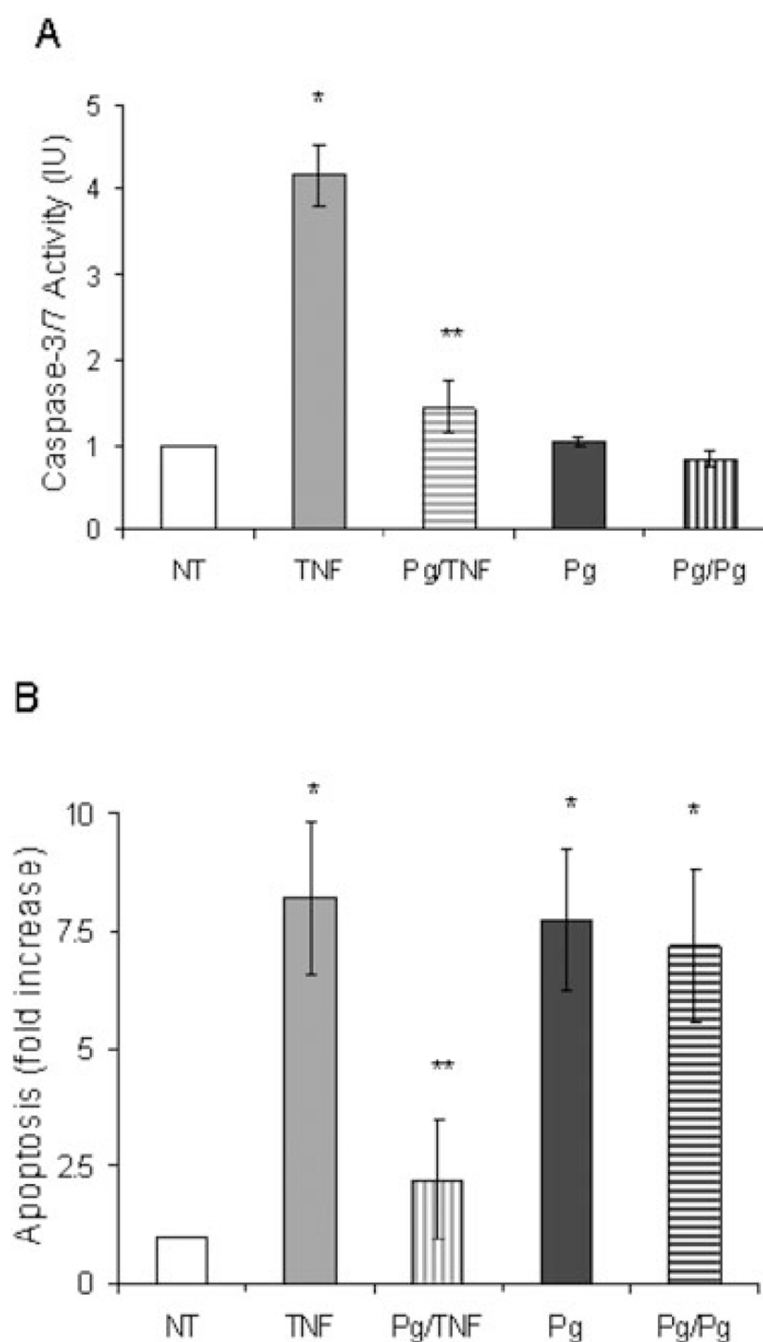 A
Caspase-3/7 Activity (IU)
5
4
3
2
1
0
*
**
NT TNF Pg/TNF Pg Pg/Pg
B
Apoptosis (fold increase)
10
7.5
5
2.5
0
*
**
*
*
NT TNF Pg/TNF Pg Pg/Pg